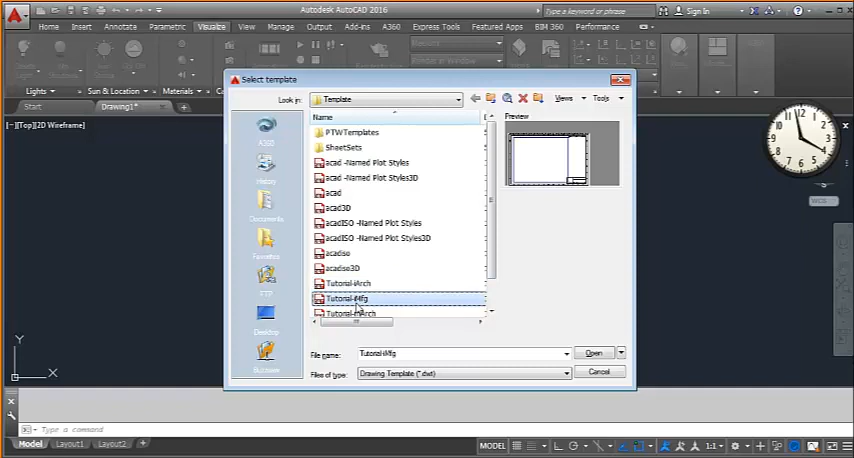 Autodesk AutoCAD 2016
Type a keyword or phrase
Sign In
Home Insert Annotate Parametric Visualize Manage Output Add-ins A360 Express Tools Featured Apps BIM 360 Performance
Lights Sun & Location Materials
Start Drawing1*
[−][Top][2D Wireframe]
Select template
Look in: Template
Views Tools
Name
Preview
PTWTemplates
SheetSets
acad -Named Plot Styles
acad -Named Plot Styles3D
acad
acad3D
acadISO -Named Plot Styles
acadISO -Named Plot Styles3D
acadiso
acadiso3D
Tutorial-iArch
Tutorial-iMfg
Tutorial-mArch
A360
History
Documents
Favorites
FTP
Desktop
Buzzsaw
File name: Tutorial-iMfg Open
Files of type: Drawing Template (*.dwt) Cancel
Y
X
Type a command
Model Layout1 Layout2 +
MODEL 1:1